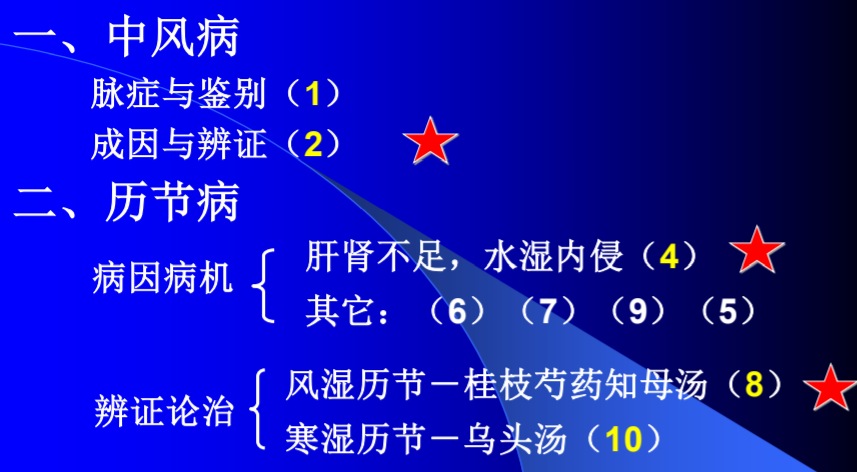 一、中风病
脉症与鉴别（1）
成因与辨证（2）
二、历节病
病因病机
肝肾不足，水湿内侵（4）
其它：（6）（7）（9）（5）
辨证论治
风湿历节－桂枝芍药知母汤（8）
寒湿历节－乌头汤（10）